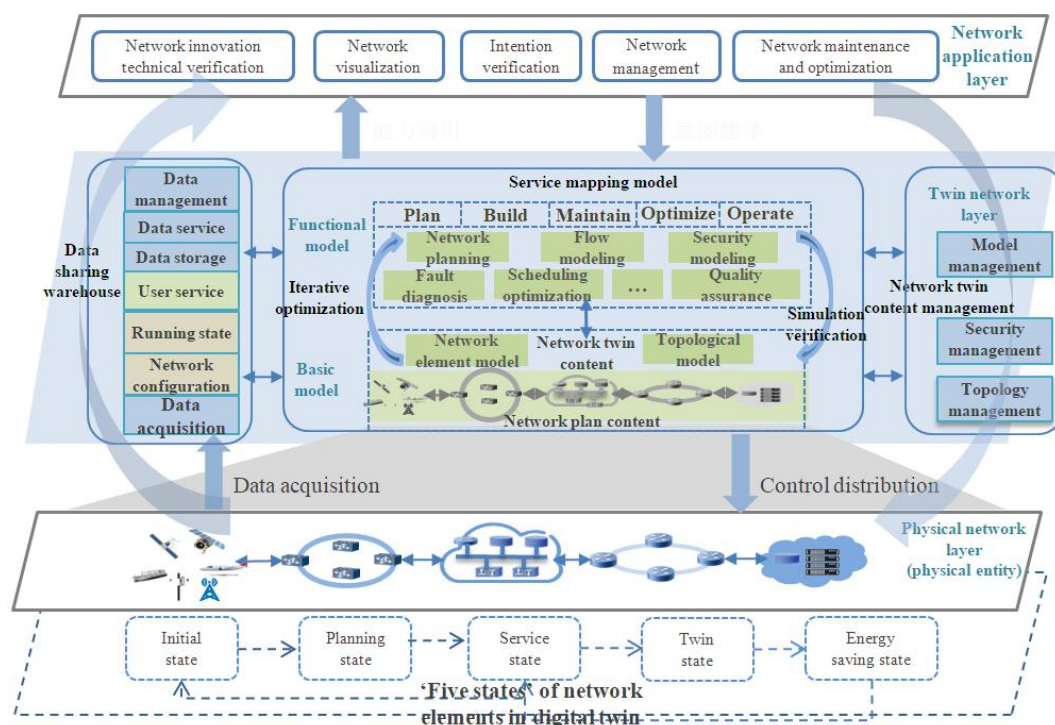 Network innovation
technical verification
Network
visualization
Intention
verification
Network
management
Network maintenance
and optimization
Network
application
layer
Data
sharing
warehouse
Data
management
Data service
Data storage
User service
Running state
Network
configuration
Data
acquisition
Service mapping model
Functional
model
Plan
Build
Maintain
Optimize
Operate
Network
planning
Flow
modeling
Security
modeling
Fault
diagnosis
Scheduling
optimization
...
Quality
assurance
Iterative
optimization
Simulation
verification
Basic
model
Network
element model
Network twin
content
Topological
model
Network plan content
Twin network
layer
Model
management
Network twin
content management
Security
management
Topology
management
Data acquisition
Control distribution
Physical network
layer
(physical entity)
Initial
state
Planning
state
Service
state
Twin
state
Energy
saving state
‘Five states’ of network
elements in digital twin